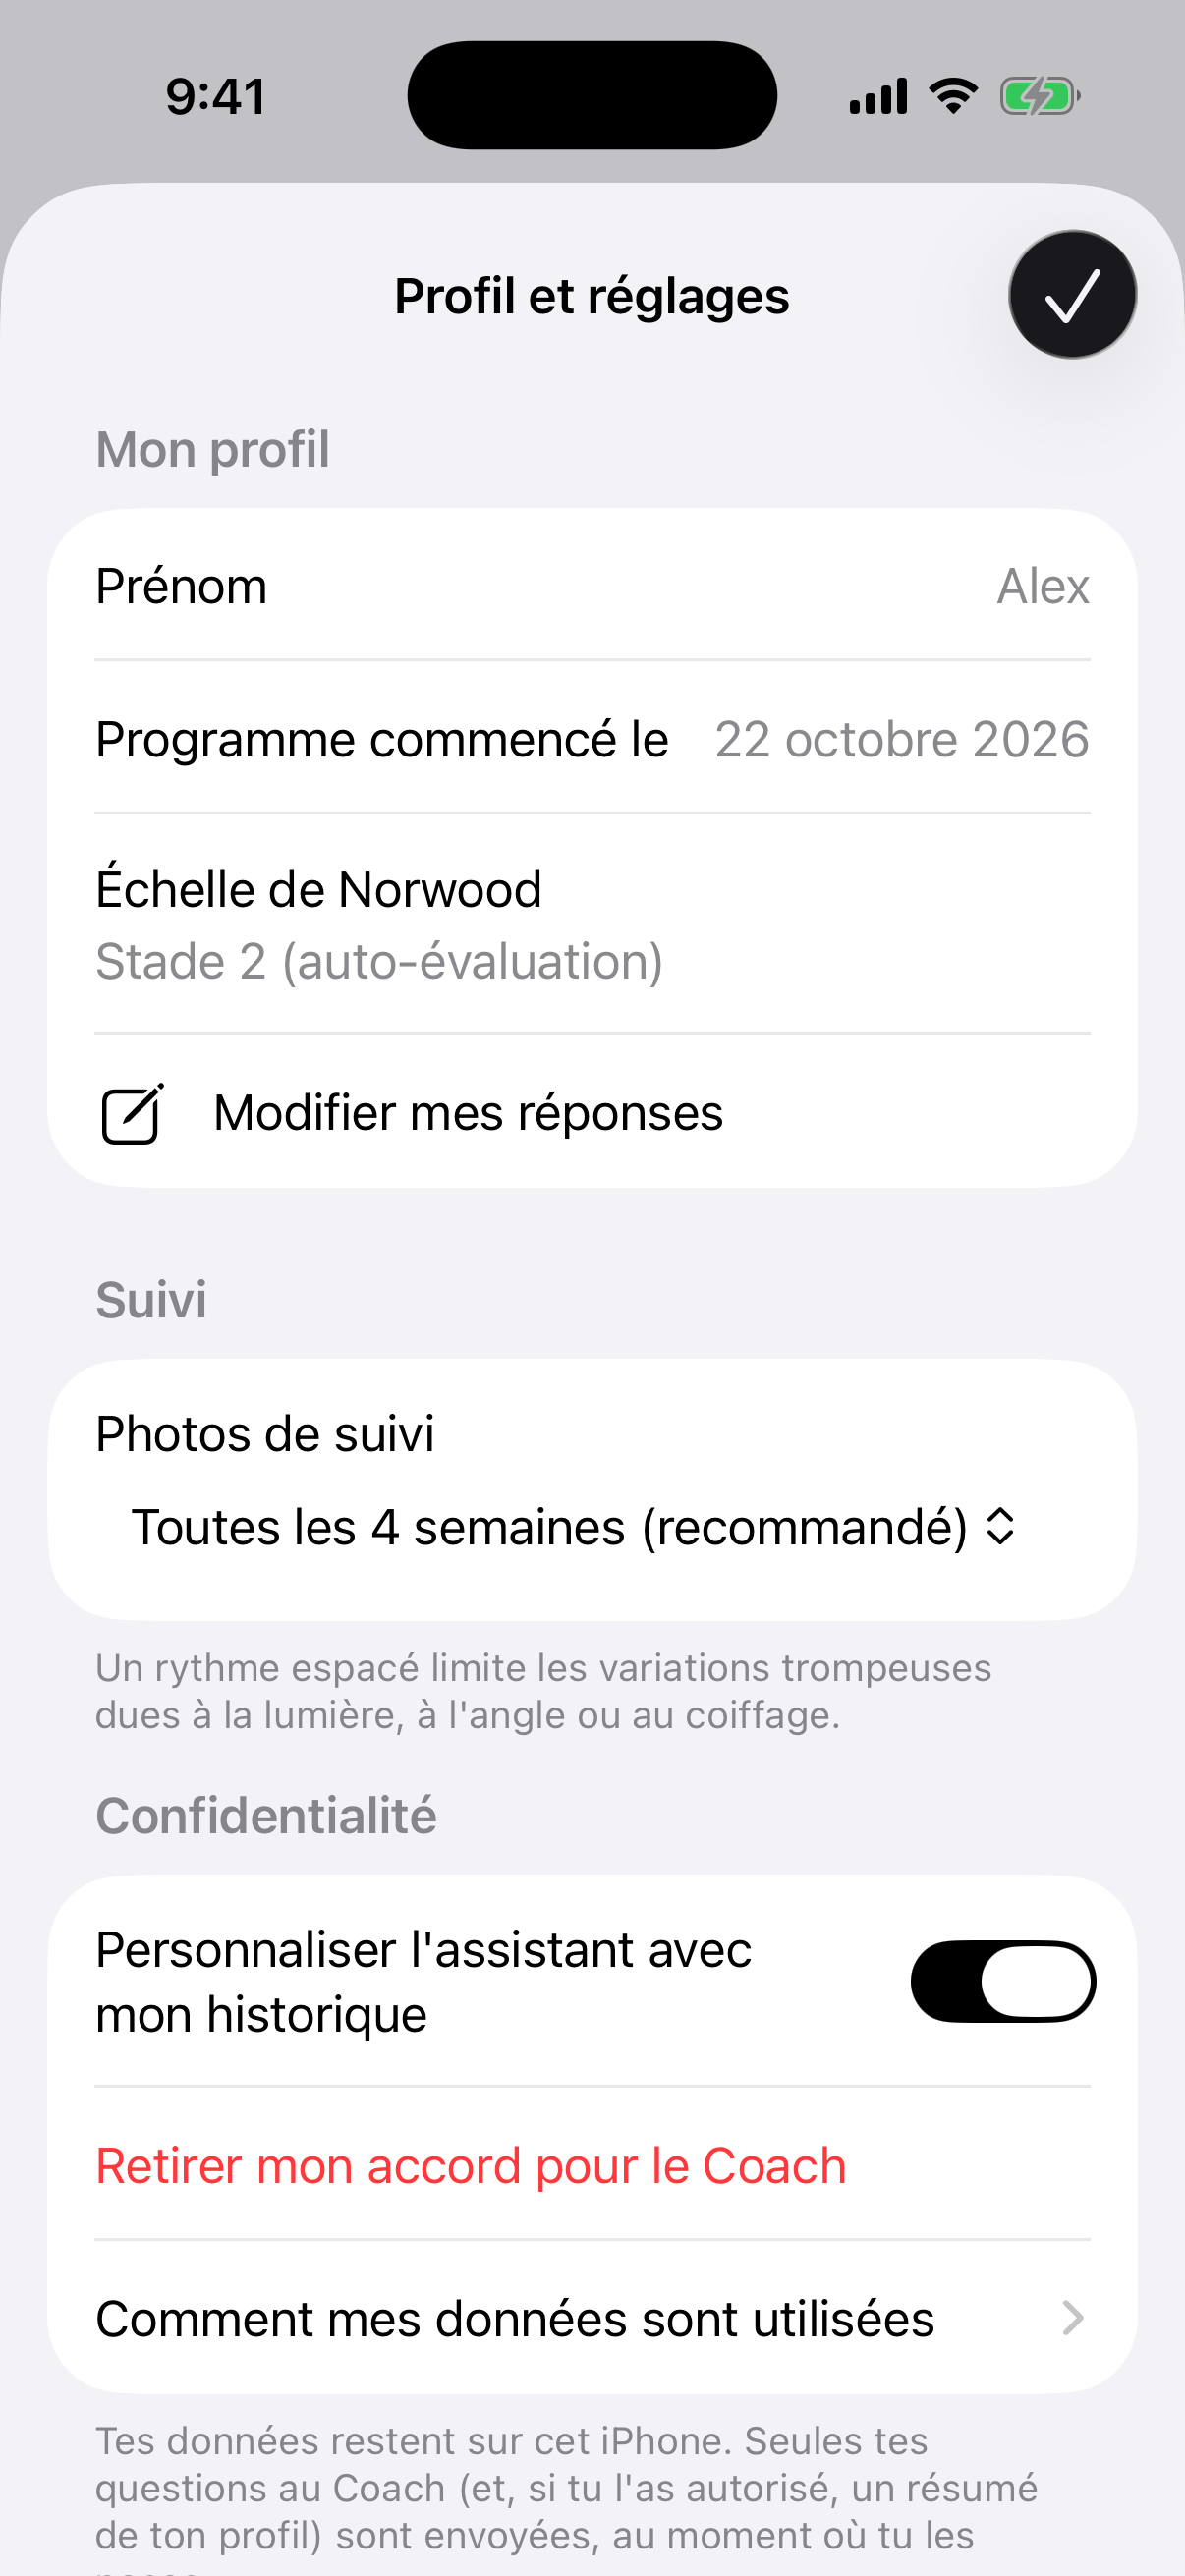 9:41
Profil et réglages
Mon profil
Prénom
Alex
Programme commencé le
22 octobre 2026
Échelle de Norwood
Stade 2 (auto-évaluation)
Modifier mes réponses
Suivi
Photos de suivi
Toutes les 4 semaines (recommandé)
Un rythme espacé limite les variations trompeuses
dues à la lumière, à l'angle ou au coiffage.
Confidentialité
Personnaliser l'assistant avec
mon historique
Retirer mon accord pour le Coach
Comment mes données sont utilisées
Tes données restent sur cet iPhone. Seules tes
questions au Coach (et, si tu l'as autorisé, un résumé
de ton profil) sont envoyées, au moment où tu les